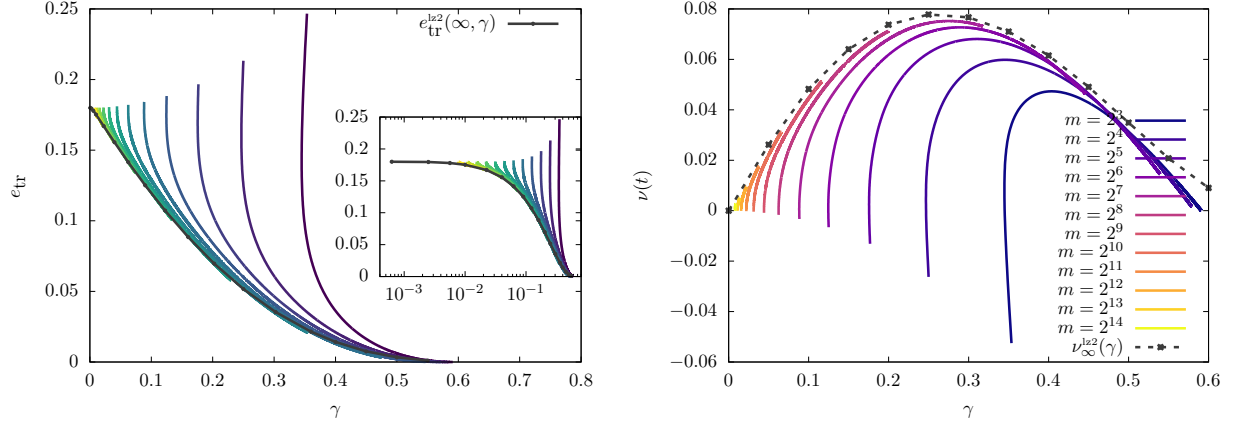 0.25
0.2
0.15
0.1
0.05
0
e_tr
0 0.1 0.2 0.3 0.4 0.5 0.6 0.7 0.8
γ
e_tr^lz2(∞, γ)
0.25
0.2
0.15
0.1
0.05
0
10^−3 10^−2 10^−1
0.08
0.06
0.04
0.02
0
−0.02
−0.04
−0.06
ν(t)
0 0.1 0.2 0.3 0.4 0.5 0.6
γ
m = 2^3
m = 2^4
m = 2^5
m = 2^6
m = 2^7
m = 2^8
m = 2^9
m = 2^10
m = 2^11
m = 2^12
m = 2^13
m = 2^14
ν_∞^lz2(γ)